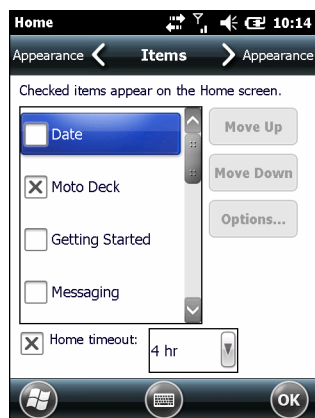 Home 10:14
Appearance Items Appearance
Checked items appear on the Home screen.
Date
Moto Deck
Getting Started
Messaging
Move Up
Move Down
Options...
Home timeout: 4 hr
OK